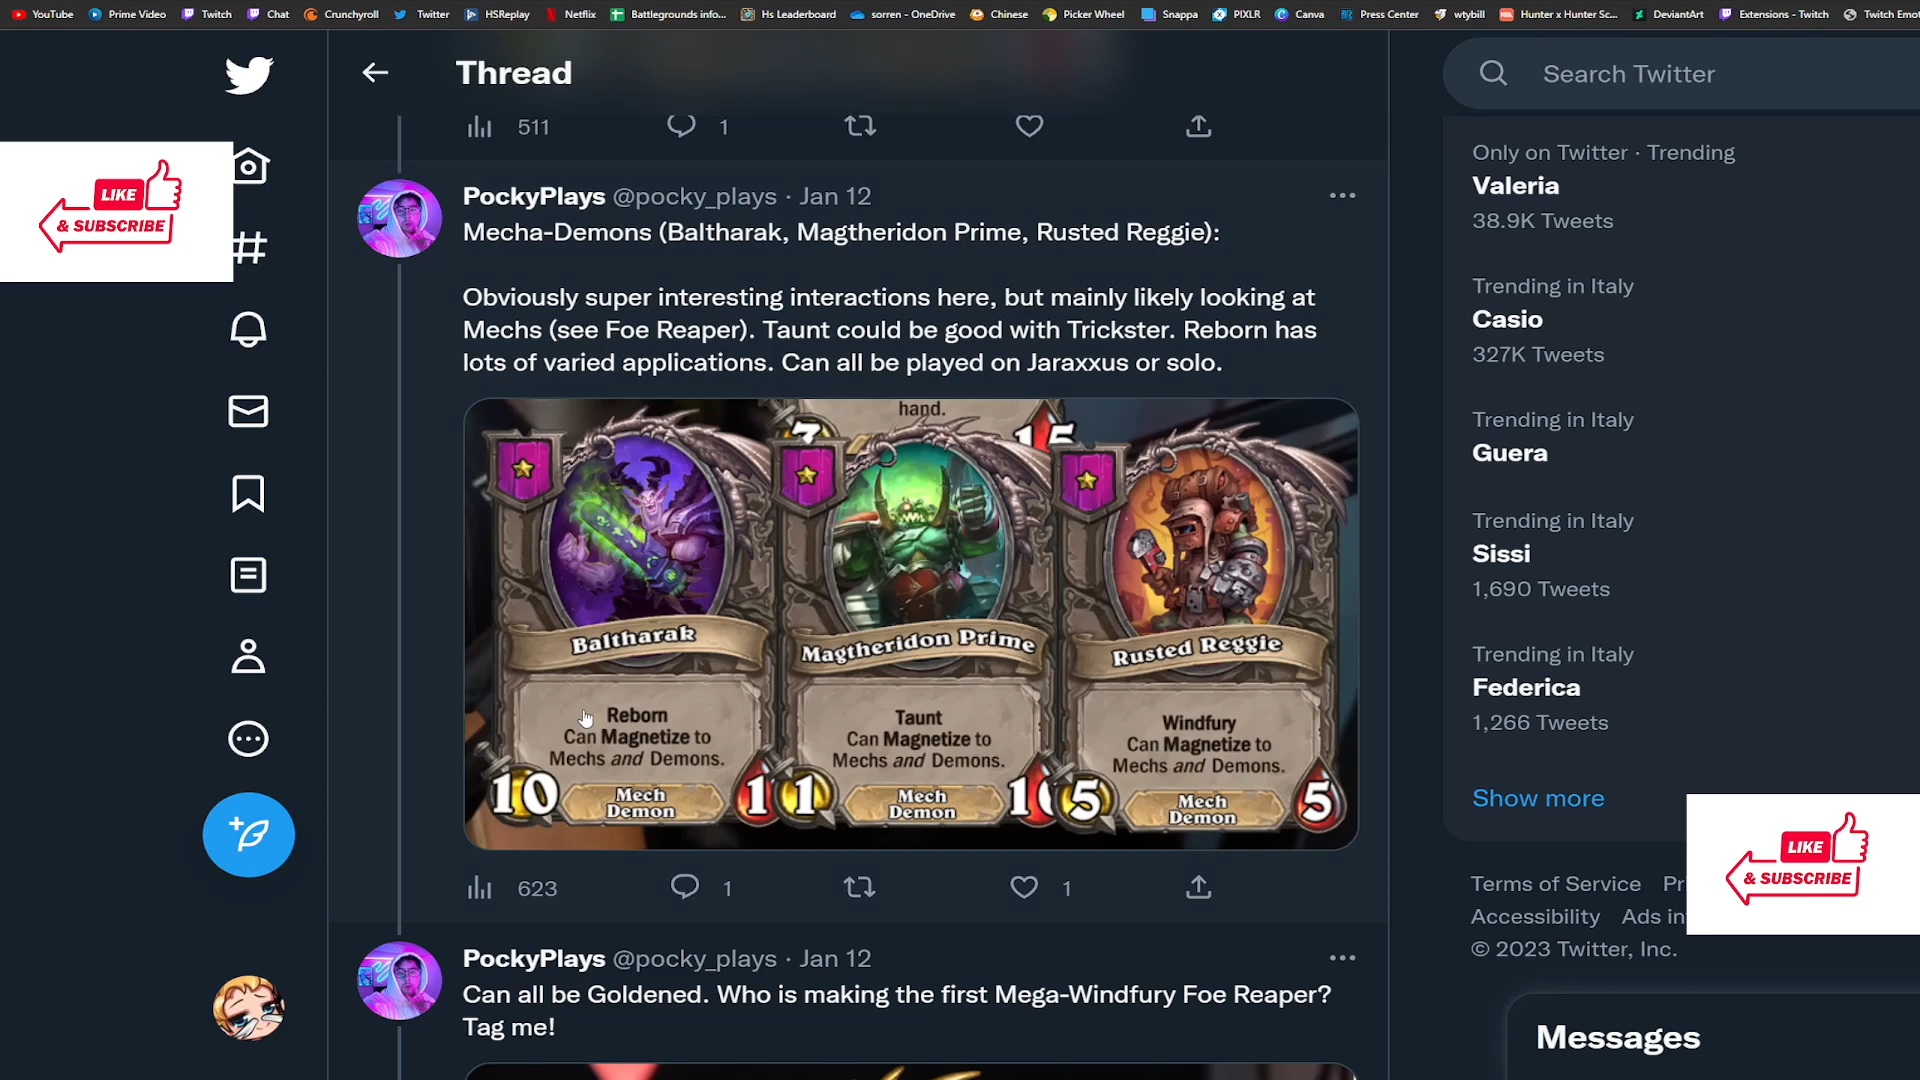 YouTube Prime Video Twitch Chat Crunchyroll Twitter HSReplay Netflix Battlegrounds info... Hs Leaderboard sorren - OneDrive Chinese Picker Wheel Snappa PIXLR Canva Press Center wtybill Hunter x Hunter Sc... DeviantArt Extensions - Twitch Twitch Emot
Thread
Search Twitter
511 1
LIKE
& SUBSCRIBE
PockyPlays @pocky_plays · Jan 12
Mecha-Demons (Baltharak, Magtheridon Prime, Rusted Reggie):
Obviously super interesting interactions here, but mainly likely looking at
Mechs (see Foe Reaper). Taunt could be good with Trickster. Reborn has
lots of varied applications. Can all be played on Jaraxxus or solo.
hand.
7 15
Baltharak
Reborn
Can Magnetize to
Mechs and Demons.
10 1
Mech
Demon
Magtheridon Prime
Taunt
Can Magnetize to
Mechs and Demons.
1 10
Mech
Demon
Rusted Reggie
Windfury
Can Magnetize to
Mechs and Demons.
5 5
Mech
Demon
623 1 1
PockyPlays @pocky_plays · Jan 12
Can all be Goldened. Who is making the first Mega-Windfury Foe Reaper?
Tag me!
Only on Twitter · Trending
Valeria
38.9K Tweets
Trending in Italy
Casio
327K Tweets
Trending in Italy
Guera
Trending in Italy
Sissi
1,690 Tweets
Trending in Italy
Federica
1,266 Tweets
Show more
LIKE
& SUBSCRIBE
Terms of Service Pri
Accessibility Ads in
© 2023 Twitter, Inc.
Messages